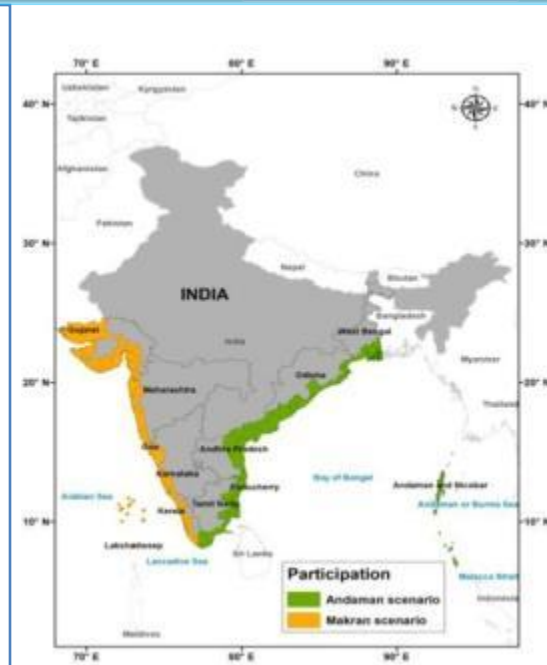 70° E 80° E 90° E
Uzbekistan Kyrgyzstan
40° N 40° N
Tajikistan
Afghanistan
China
Pakistan
30° N 30° N
Nepal
Bhutan
INDIA
Bangladesh
Gujarat
West Bengal
India
Myanmar
20° N 20° N
Odisha
Maharashtra
Thailand
Goa
Andhra Pradesh
Karnataka
Puducherry
Bay of Bengal
Andaman and Nicobar
Arabian Sea
Tamil Nadu
Andaman or Burma Sea
Kerala
10° N 10° N
Lakshadweep
Sri Lanka
Laccadive Sea
Malacca Strait
Participation
Indonesia
Andaman scenario
Makran scenario
Maldives
70° E 80° E 90° E